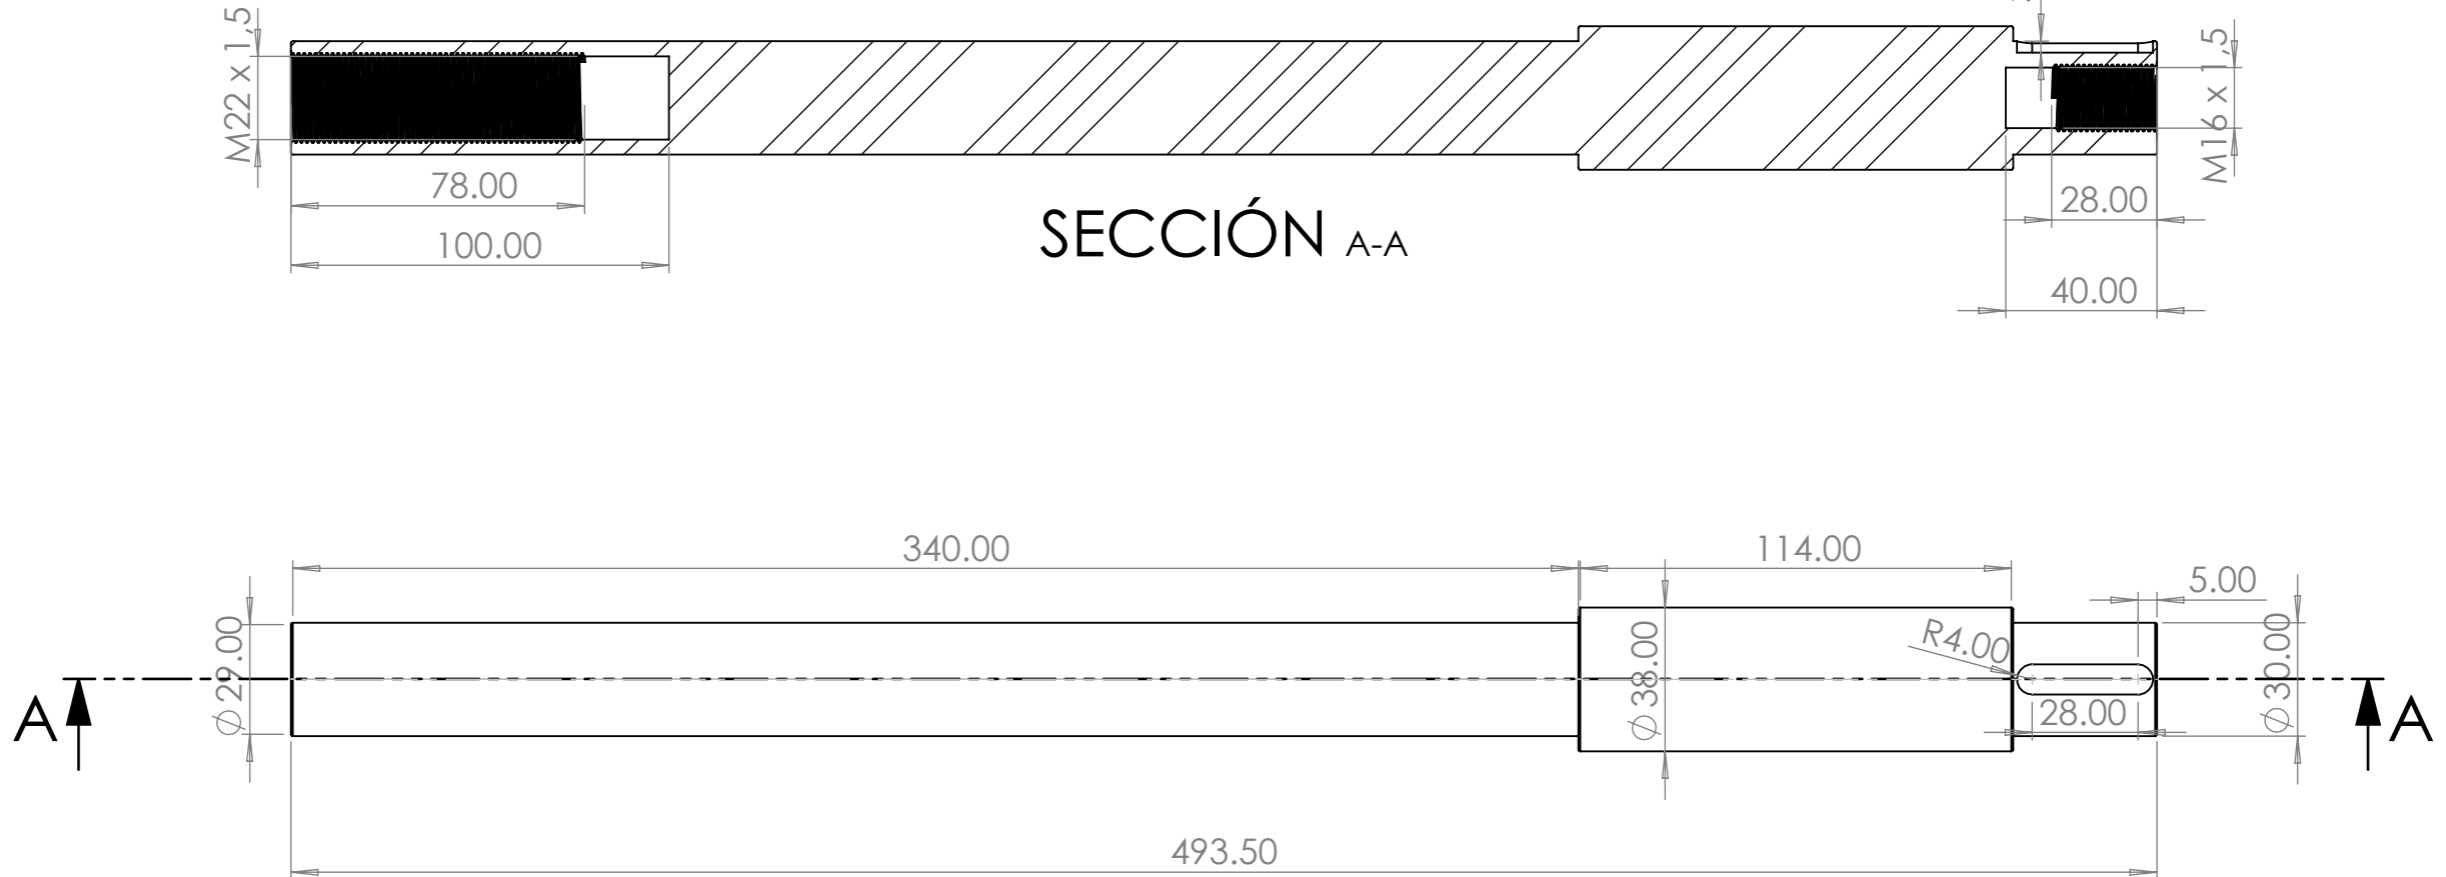 M22 x 1,5
M16 x 1,5
78.00
28.00
100.00
SECCIÓN A-A
40.00
340.00
114.00
5.00
Ø 29.00
Ø 38.00
R4.00
28.00
Ø 30.00
A
A
493.50